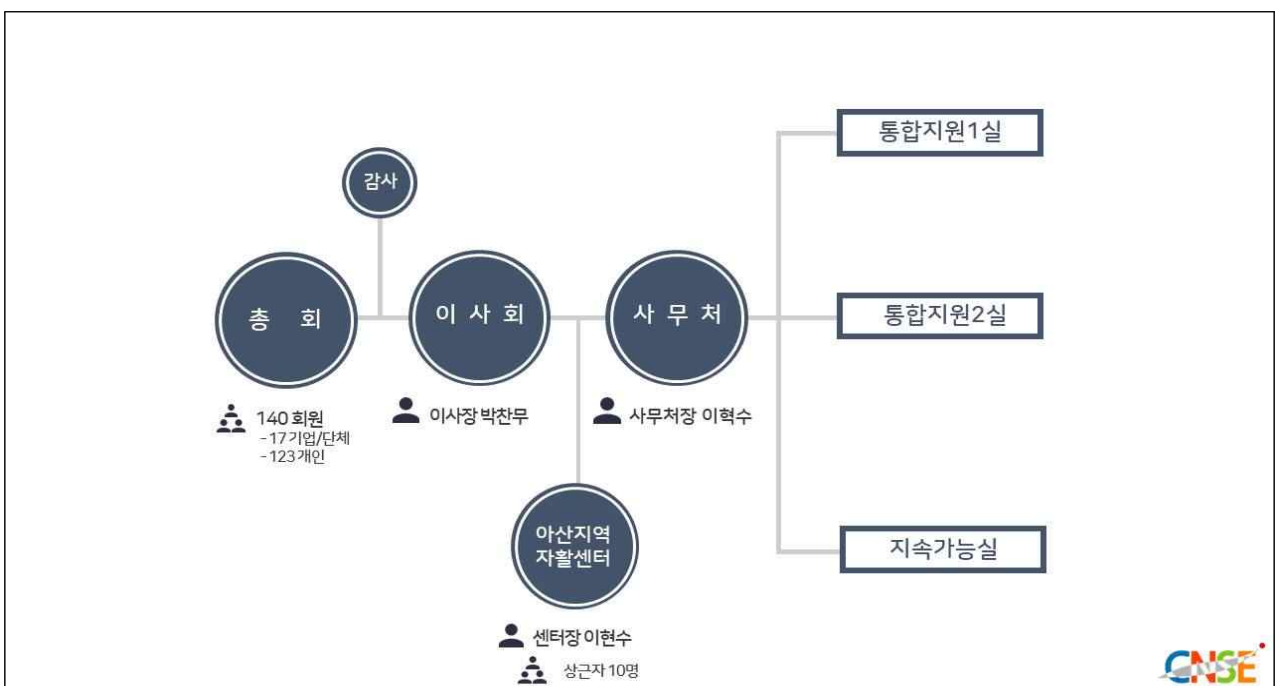 통합지원1실
감사
총 회
이 사 회
사 무 처
통합지원2실
140 회원
- 17 기업/단체
- 123 개인
이사장 박찬무
사무처장 이혁수
아산지역
자활센터
지속가능실
센터장 이현수
상근자 10명
CNSE